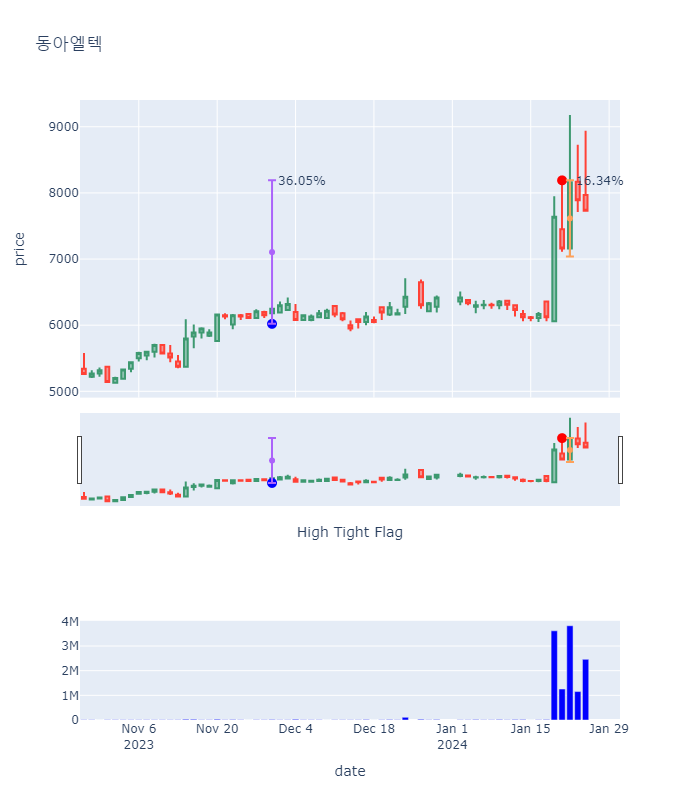 동아엘텍
9000
8000
7000
6000
5000
price
36.05%
16.34%
High Tight Flag
4M
3M
2M
1M
0
Nov 6
2023
Nov 20
Dec 4
Dec 18
Jan 1
2024
Jan 15
Jan 29
date